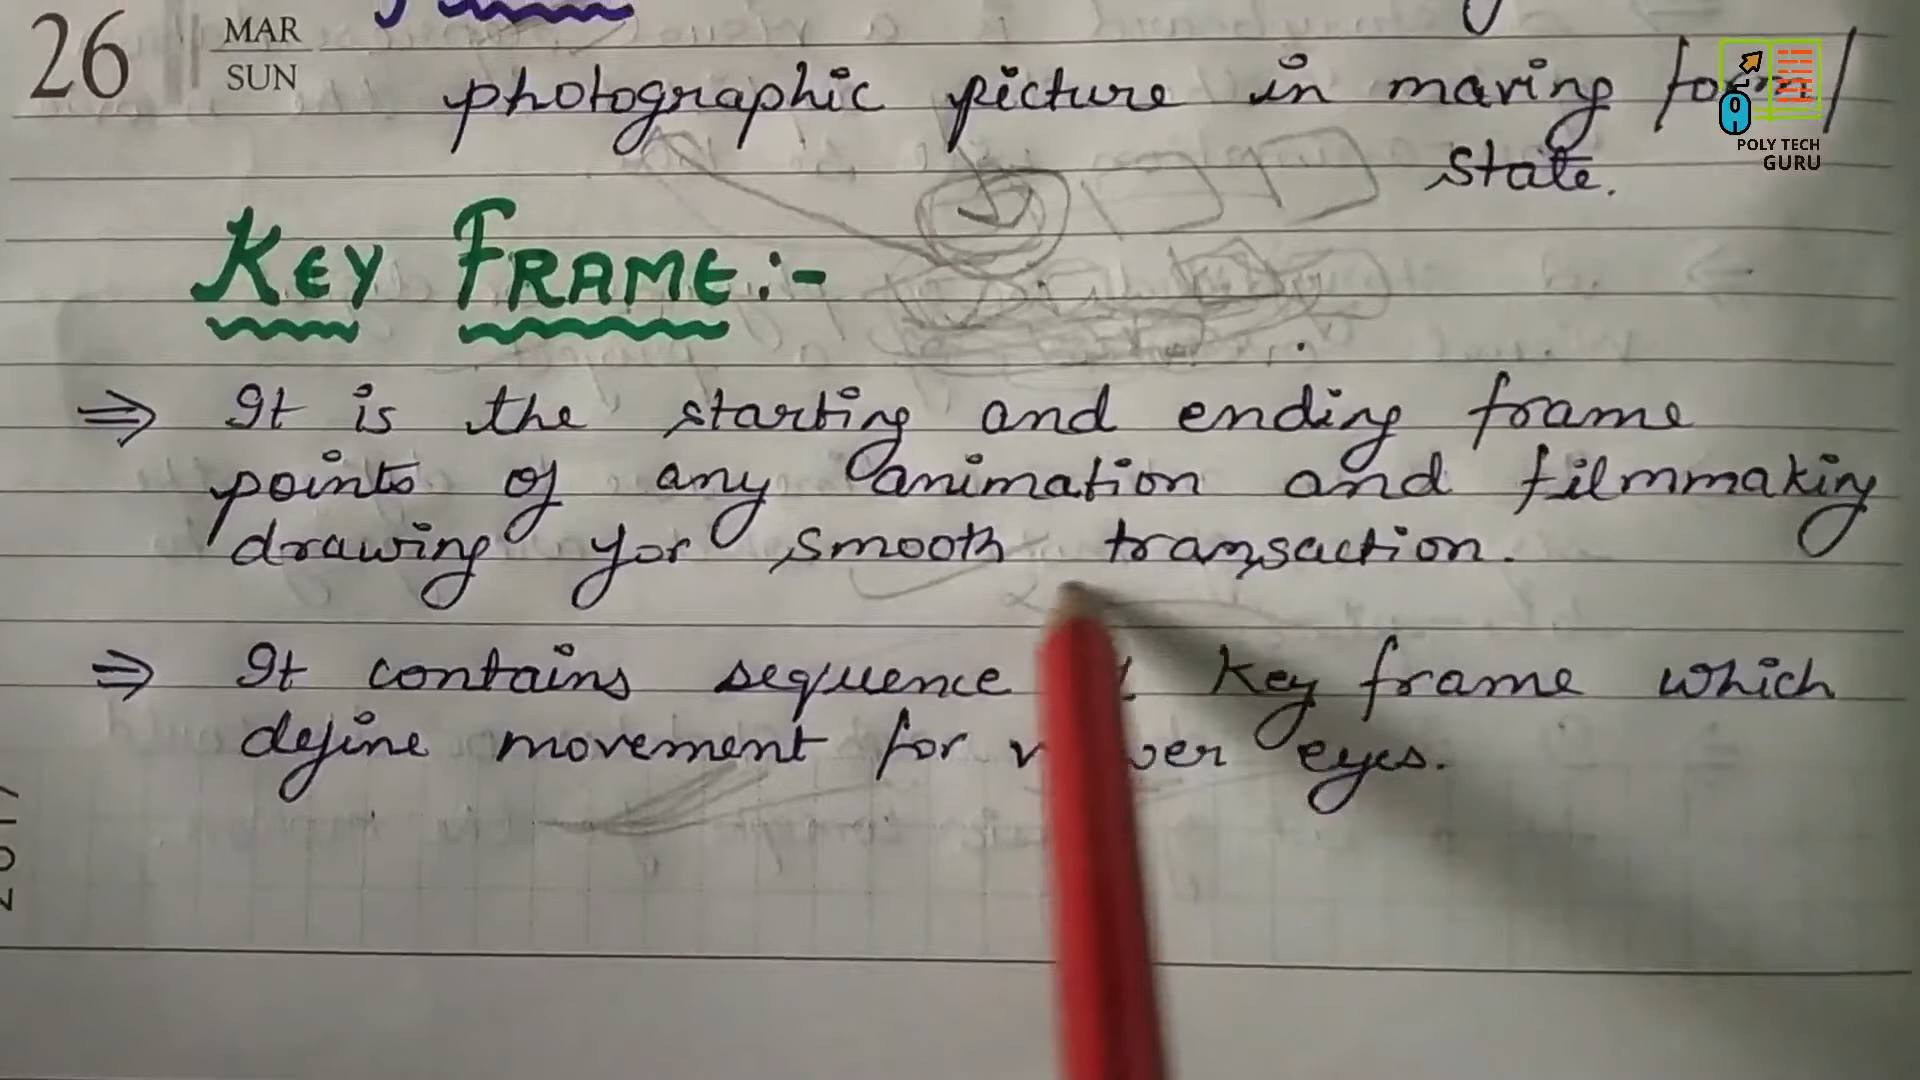 26 MAR
SUN
photographic picture in moving form/
state.
POLY TECH
GURU
KEY FRAME:-
⇒ It is the starting and ending frame
points of any animation and filmmaking
drawing for smooth transaction.
⇒ It contains sequence key frame which
define movement for eyes.